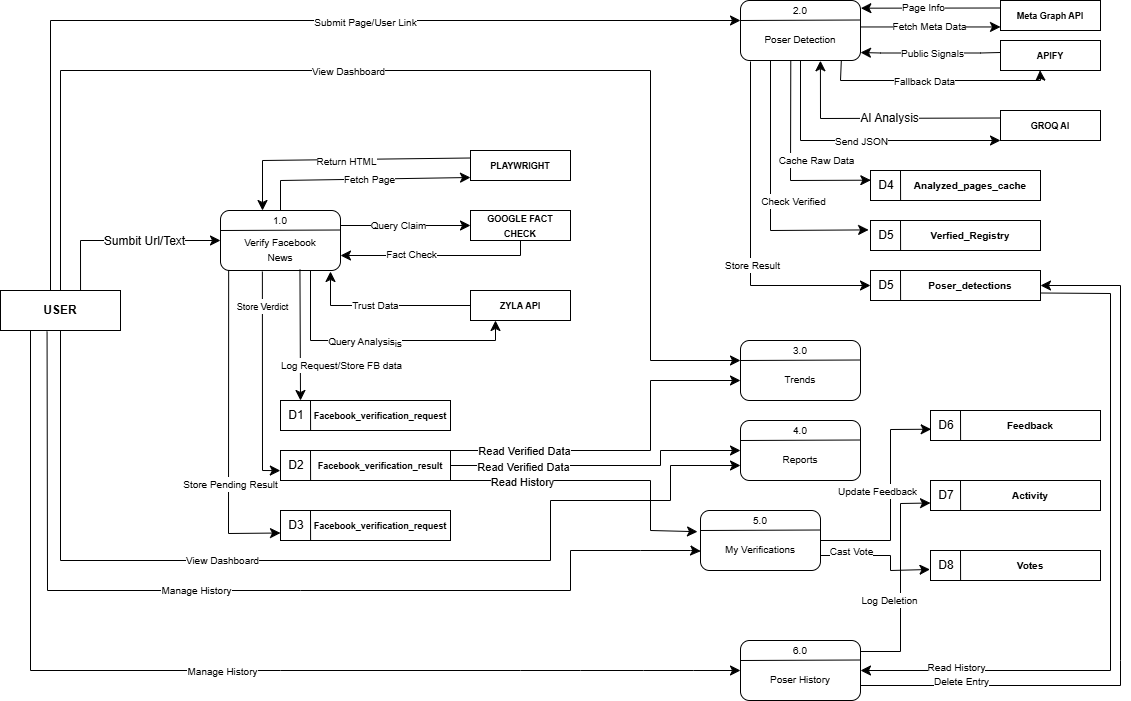 2.0
Poser Detection
Page Info
Meta Graph API
Fetch Meta Data
Submit Page/User Link
Public Signals
APIFY
View Dashboard
Fallback Data
AI Analysis
GROQ AI
Send JSON
Return HTML
PLAYWRIGHT
Cache Raw Data
Fetch Page
D4
Analyzed_pages_cache
Check Verified
1.0
Verify Facebook
News
Query Claim
GOOGLE FACT
CHECK
D5
Verfied_Registry
Sumbit Url/Text
Fact Check
Store Result
D5
Poser_detections
USER
Store Verdict
Trust Data
ZYLA API
Query Analysis
is
3.0
Trends
Log Request/Store FB data
D1
Facebook_verification_request
4.0
Reports
D6
Feedback
Read Verified Data
D2
Facebook_verification_result
Read Verified Data
Read History
Store Pending Result
Update Feedback
D7
Activity
D3
Facebook_verification_request
5.0
My Verifications
Cast Vote
View Dashboard
D8
Votes
Manage History
Log Deletion
6.0
Poser History
Manage History
Read History
Delete Entry